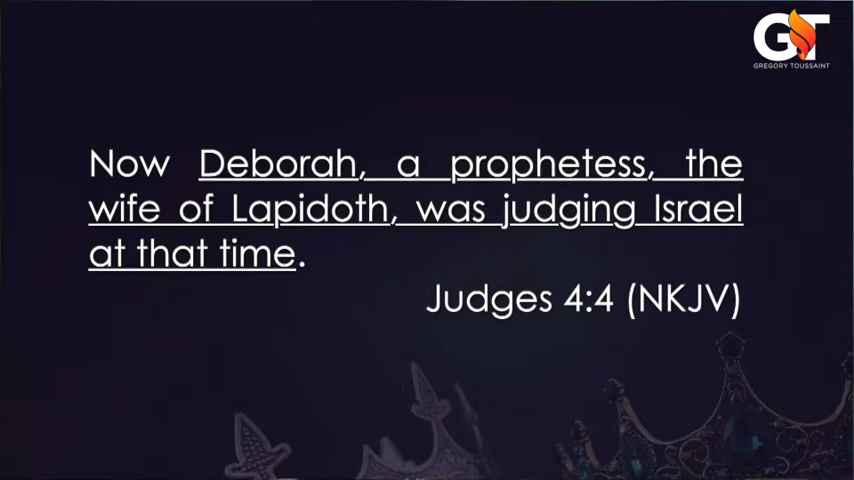 GT
GREGORY TOUSSAINT
Now Deborah, a prophetess, the
wife of Lapidoth, was judging Israel
at that time.
Judges 4:4 (NKJV)